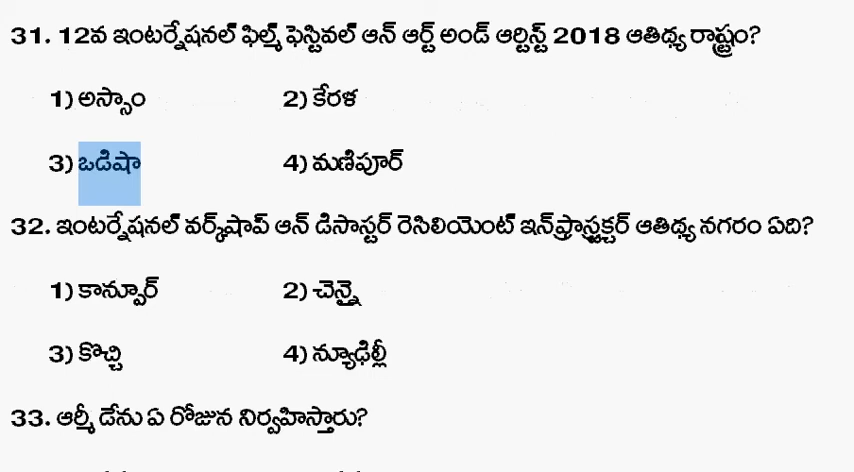 31. 12వ ఇంటర్నేషనల్ ఫిల్మ్ ఫెస్టివల్ ఆన్ ఆర్ట్ అండ్ ఆర్టిస్ట్ 2018 ఆతిథ్య రాష్ట్రం?
1) అస్సాం 2) కేరళ
3) ఒడిషా 4) మణిపూర్
32. ఇంటర్నేషనల్ వర్క్‌షాప్ ఆన్ డిసాస్టర్ రెసిలియెంట్ ఇన్‌ఫ్రాస్ట్రక్చర్ ఆతిథ్య నగరం ఏది?
1) కాన్పూర్ 2) చెన్నై
3) కొచ్చి 4) న్యూఢిల్లీ
33. ఆర్మీ డేను ఏ రోజున నిర్వహిస్తారు?